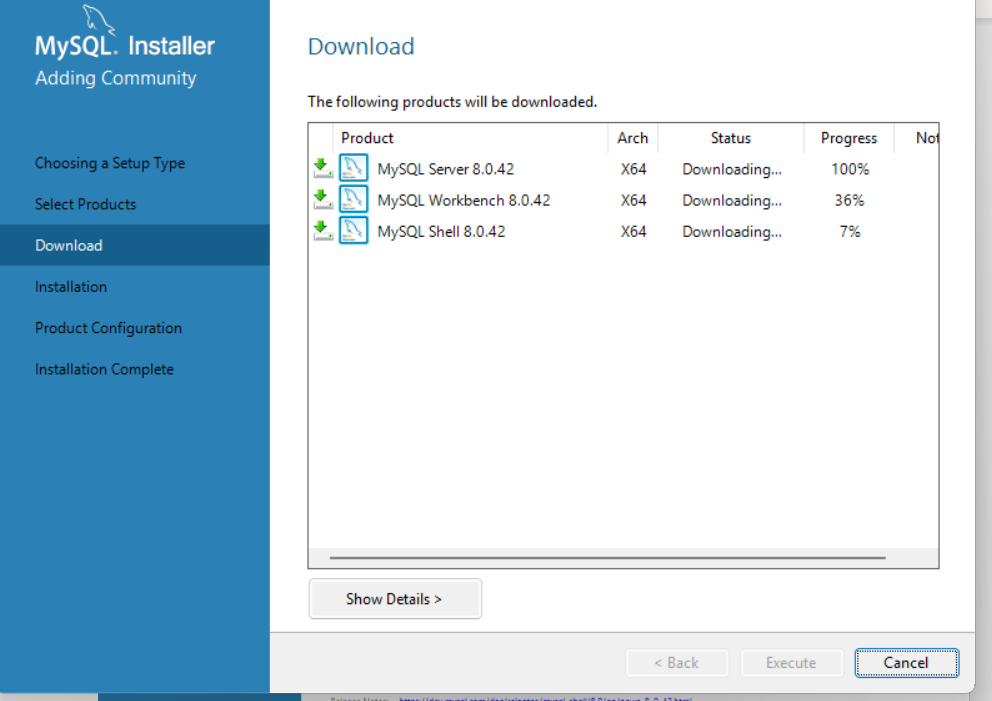 MySQL. Installer
Adding Community
Choosing a Setup Type
Select Products
Download
Installation
Product Configuration
Installation Complete
Download
The following products will be downloaded.
Product Arch Status Progress Not
MySQL Server 8.0.42 X64 Downloading... 100%
MySQL Workbench 8.0.42 X64 Downloading... 36%
MySQL Shell 8.0.42 X64 Downloading... 7%
Show Details >
< Back Execute Cancel